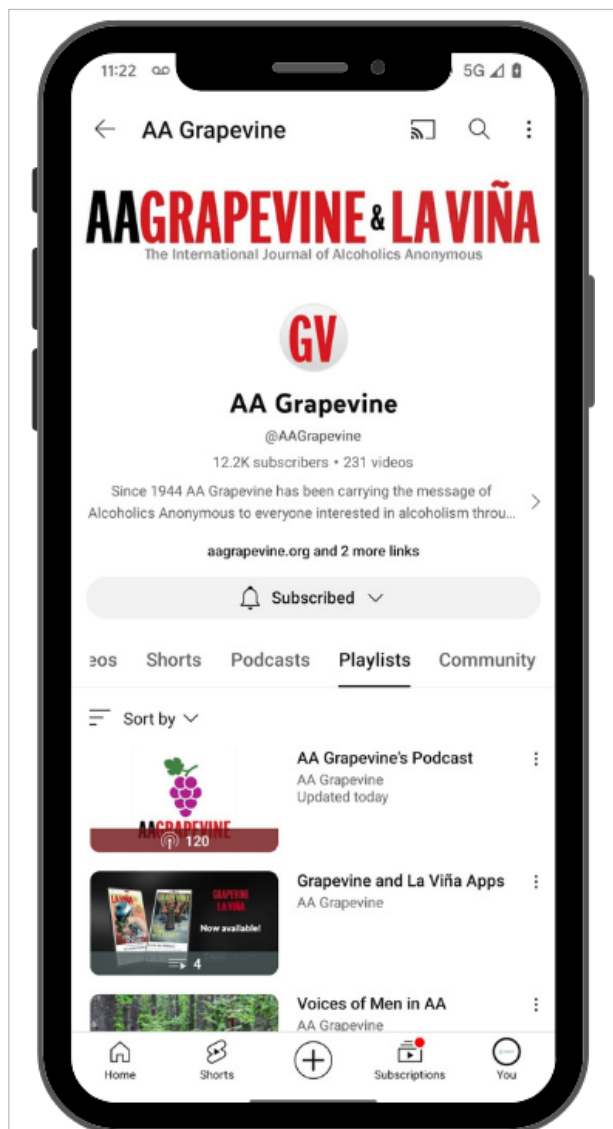 11:22
5G
AA Grapevine
AAGRAPEVINE & LA VIÑA
The International Journal of Alcoholics Anonymous
GV
AA Grapevine
@AAGrapevine
12.2K subscribers • 231 videos
Since 1944 AA Grapevine has been carrying the message of
Alcoholics Anonymous to everyone interested in alcoholism throu...
aagrapevine.org and 2 more links
Subscribed
eos Shorts Podcasts Playlists Community
Sort by
AAGRAPEVINE
120
AA Grapevine's Podcast
AA Grapevine
Updated today
LAVIÑA
GRAPEVINE
GRAPEVINE
LA VIÑA
Now available!
4
Grapevine and La Viña Apps
AA Grapevine
Voices of Men in AA
AA Grapevine
Home Shorts Subscriptions You